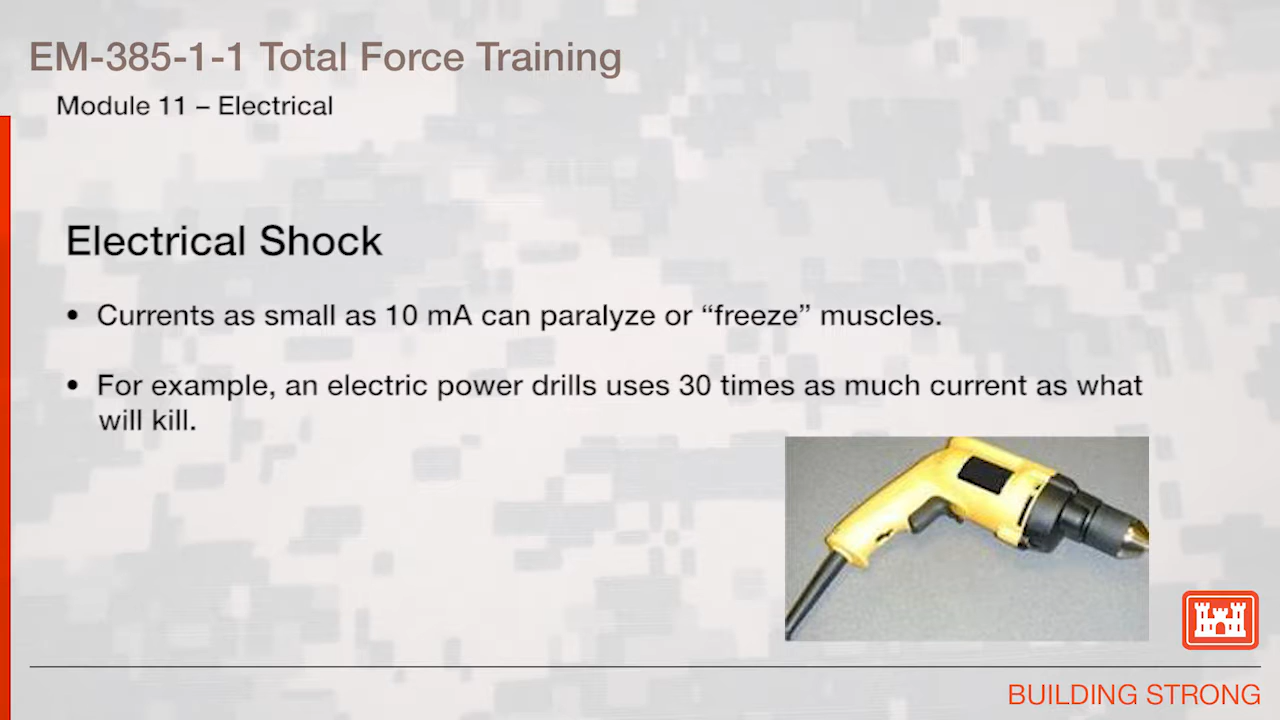 EM-385-1-1 Total Force Training
Module 11 – Electrical
Electrical Shock
• Currents as small as 10 mA can paralyze or “freeze” muscles.
• For example, an electric power drills uses 30 times as much current as what
will kill.
BUILDING STRONG